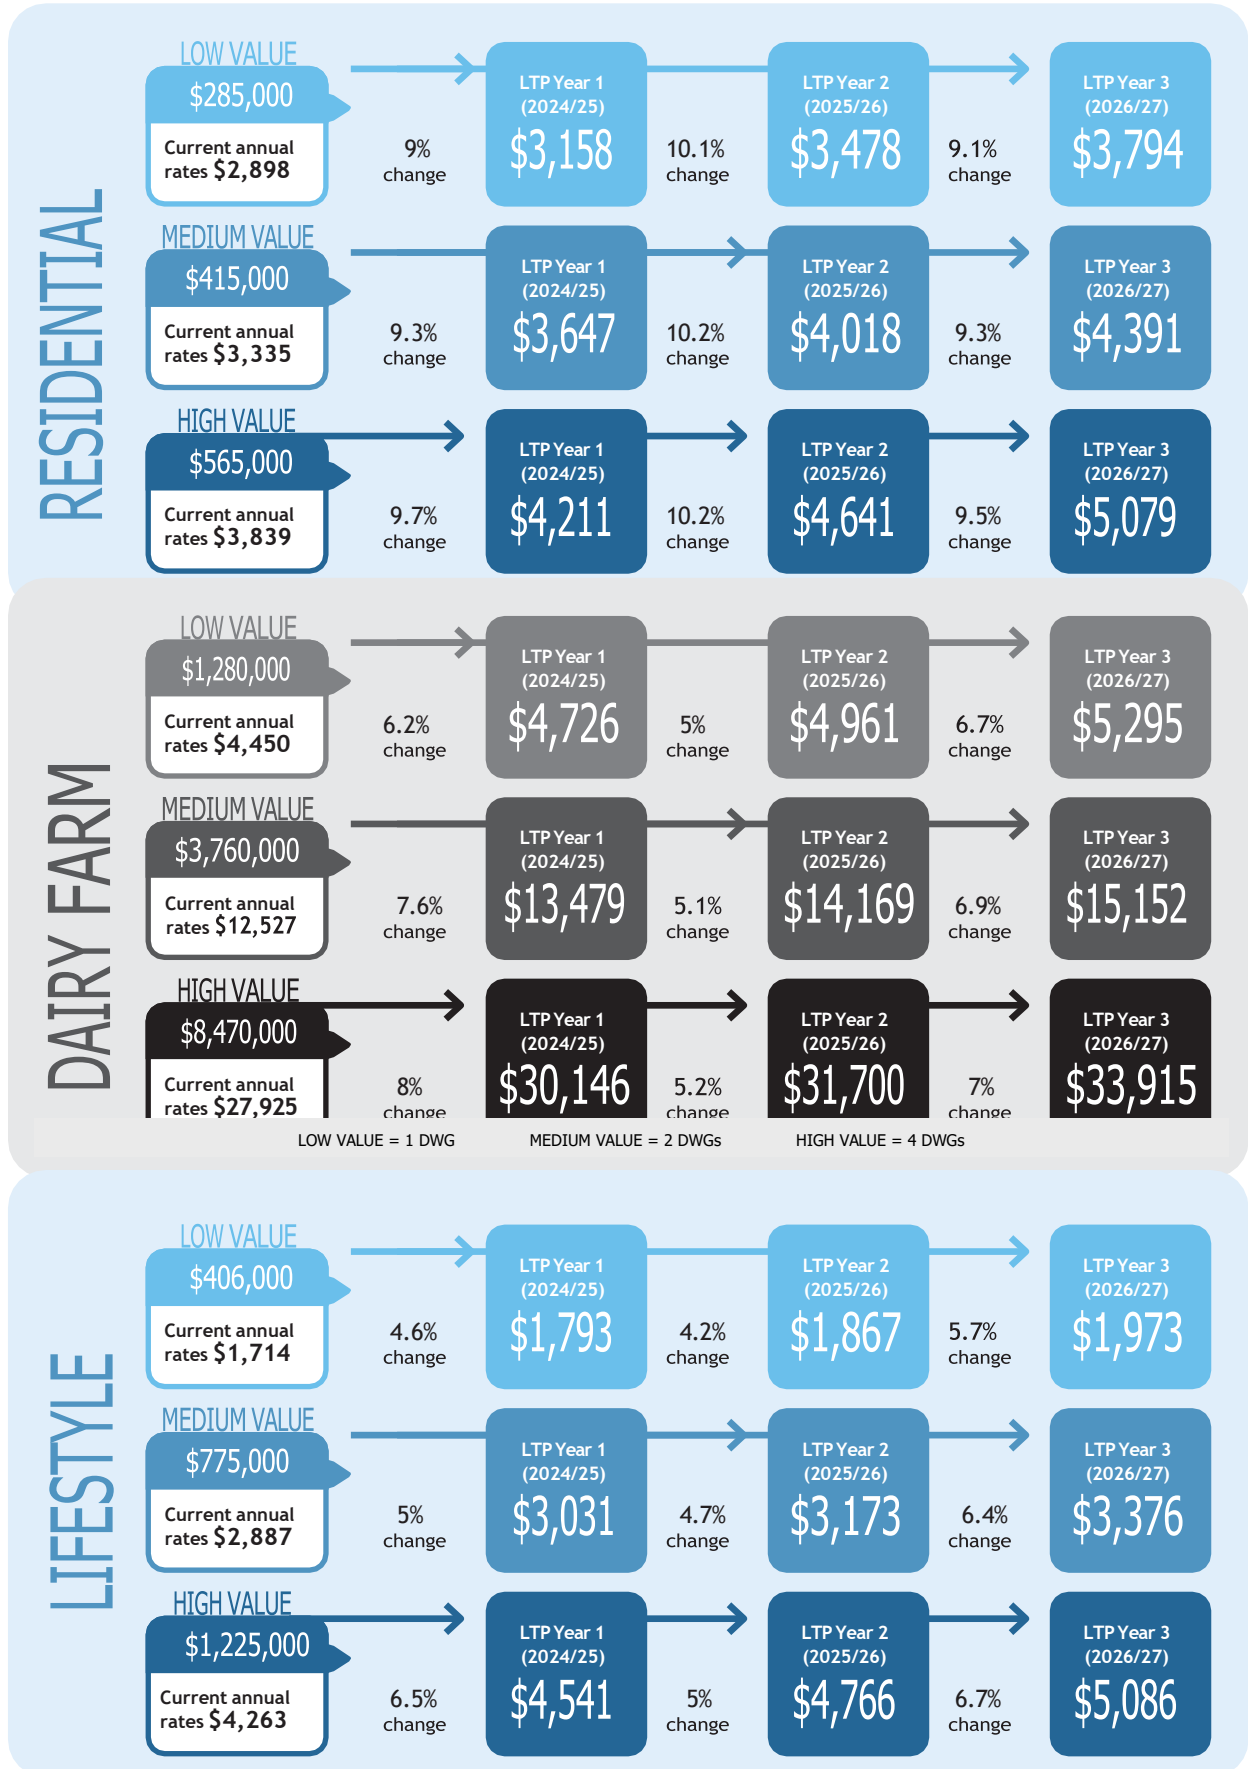 RESIDENTIAL
LOW VALUE
$285,000
Current annual
rates $2,898
9%
change
LTP Year 1
(2024/25)
$3,158
10.1%
change
LTP Year 2
(2025/26)
$3,478
9.1%
change
LTP Year 3
(2026/27)
$3,794
MEDIUM VALUE
$415,000
Current annual
rates $3,335
9.3%
change
LTP Year 1
(2024/25)
$3,647
10.2%
change
LTP Year 2
(2025/26)
$4,018
9.3%
change
LTP Year 3
(2026/27)
$4,391
HIGH VALUE
$565,000
Current annual
rates $3,839
9.7%
change
LTP Year 1
(2024/25)
$4,211
10.2%
change
LTP Year 2
(2025/26)
$4,641
9.5%
change
LTP Year 3
(2026/27)
$5,079
DAIRY FARM
LOW VALUE
$1,280,000
Current annual
rates $4,450
6.2%
change
LTP Year 1
(2024/25)
$4,726
5%
change
LTP Year 2
(2025/26)
$4,961
6.7%
change
LTP Year 3
(2026/27)
$5,295
MEDIUM VALUE
$3,760,000
Current annual
rates $12,527
7.6%
change
LTP Year 1
(2024/25)
$13,479
5.1%
change
LTP Year 2
(2025/26)
$14,169
6.9%
change
LTP Year 3
(2026/27)
$15,152
HIGH VALUE
$8,470,000
Current annual
rates $27,925
8%
change
LTP Year 1
(2024/25)
$30,146
5.2%
change
LTP Year 2
(2025/26)
$31,700
7%
change
LTP Year 3
(2026/27)
$33,915
LOW VALUE = 1 DWG MEDIUM VALUE = 2 DWGs HIGH VALUE = 4 DWGs
LIFESTYLE
LOW VALUE
$406,000
Current annual
rates $1,714
4.6%
change
LTP Year 1
(2024/25)
$1,793
4.2%
change
LTP Year 2
(2025/26)
$1,867
5.7%
change
LTP Year 3
(2026/27)
$1,973
MEDIUM VALUE
$775,000
Current annual
rates $2,887
5%
change
LTP Year 1
(2024/25)
$3,031
4.7%
change
LTP Year 2
(2025/26)
$3,173
6.4%
change
LTP Year 3
(2026/27)
$3,376
HIGH VALUE
$1,225,000
Current annual
rates $4,263
6.5%
change
LTP Year 1
(2024/25)
$4,541
5%
change
LTP Year 2
(2025/26)
$4,766
6.7%
change
LTP Year 3
(2026/27)
$5,086